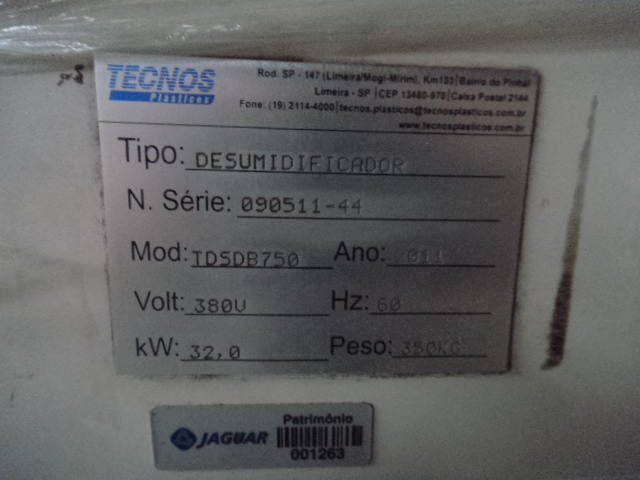 TECNOS
Plásticos
Rod. SP - 147 (Limeira/Mogi-Mirim), Km103|Bairro do Pinhal
Limeira - SP |CEP 13480-970|Caixa Postal 2144
Fone: (19) 2114-4000|tecnos.plasticos@tecnosplasticos.com.br
www.tecnosplasticos.com.br
Tipo: DESUMIDIFICADOR
N. Série: 090511-44
Mod: TDSDB750 Ano: 2011
Volt: 380V Hz: 60
kW: 32,0 Peso: 350KG
JAGUAR
Patrimônio
001263